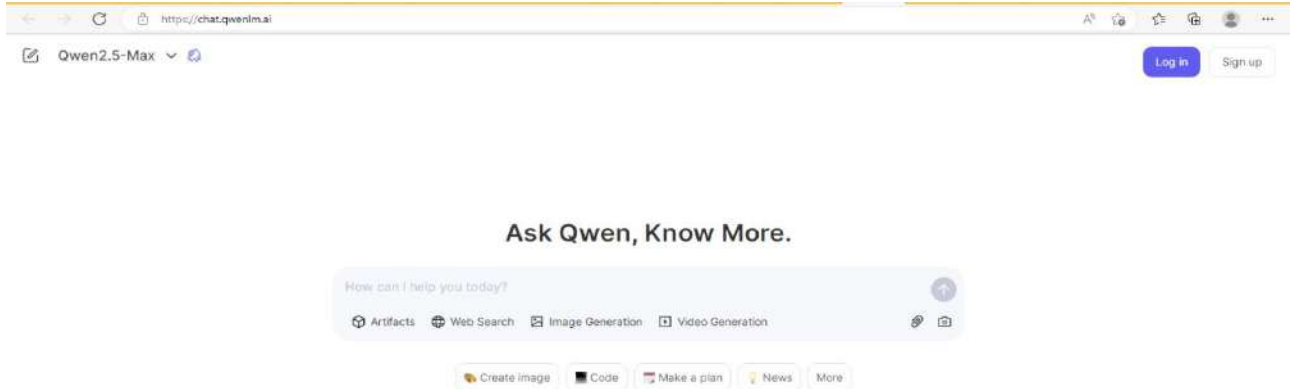 https://chat.qwenlm.ai
Qwen2.5-Max
Log in
Sign up
Ask Qwen, Know More.
How can I help you today?
Artifacts Web Search Image Generation Video Generation
Create image Code Make a plan News More